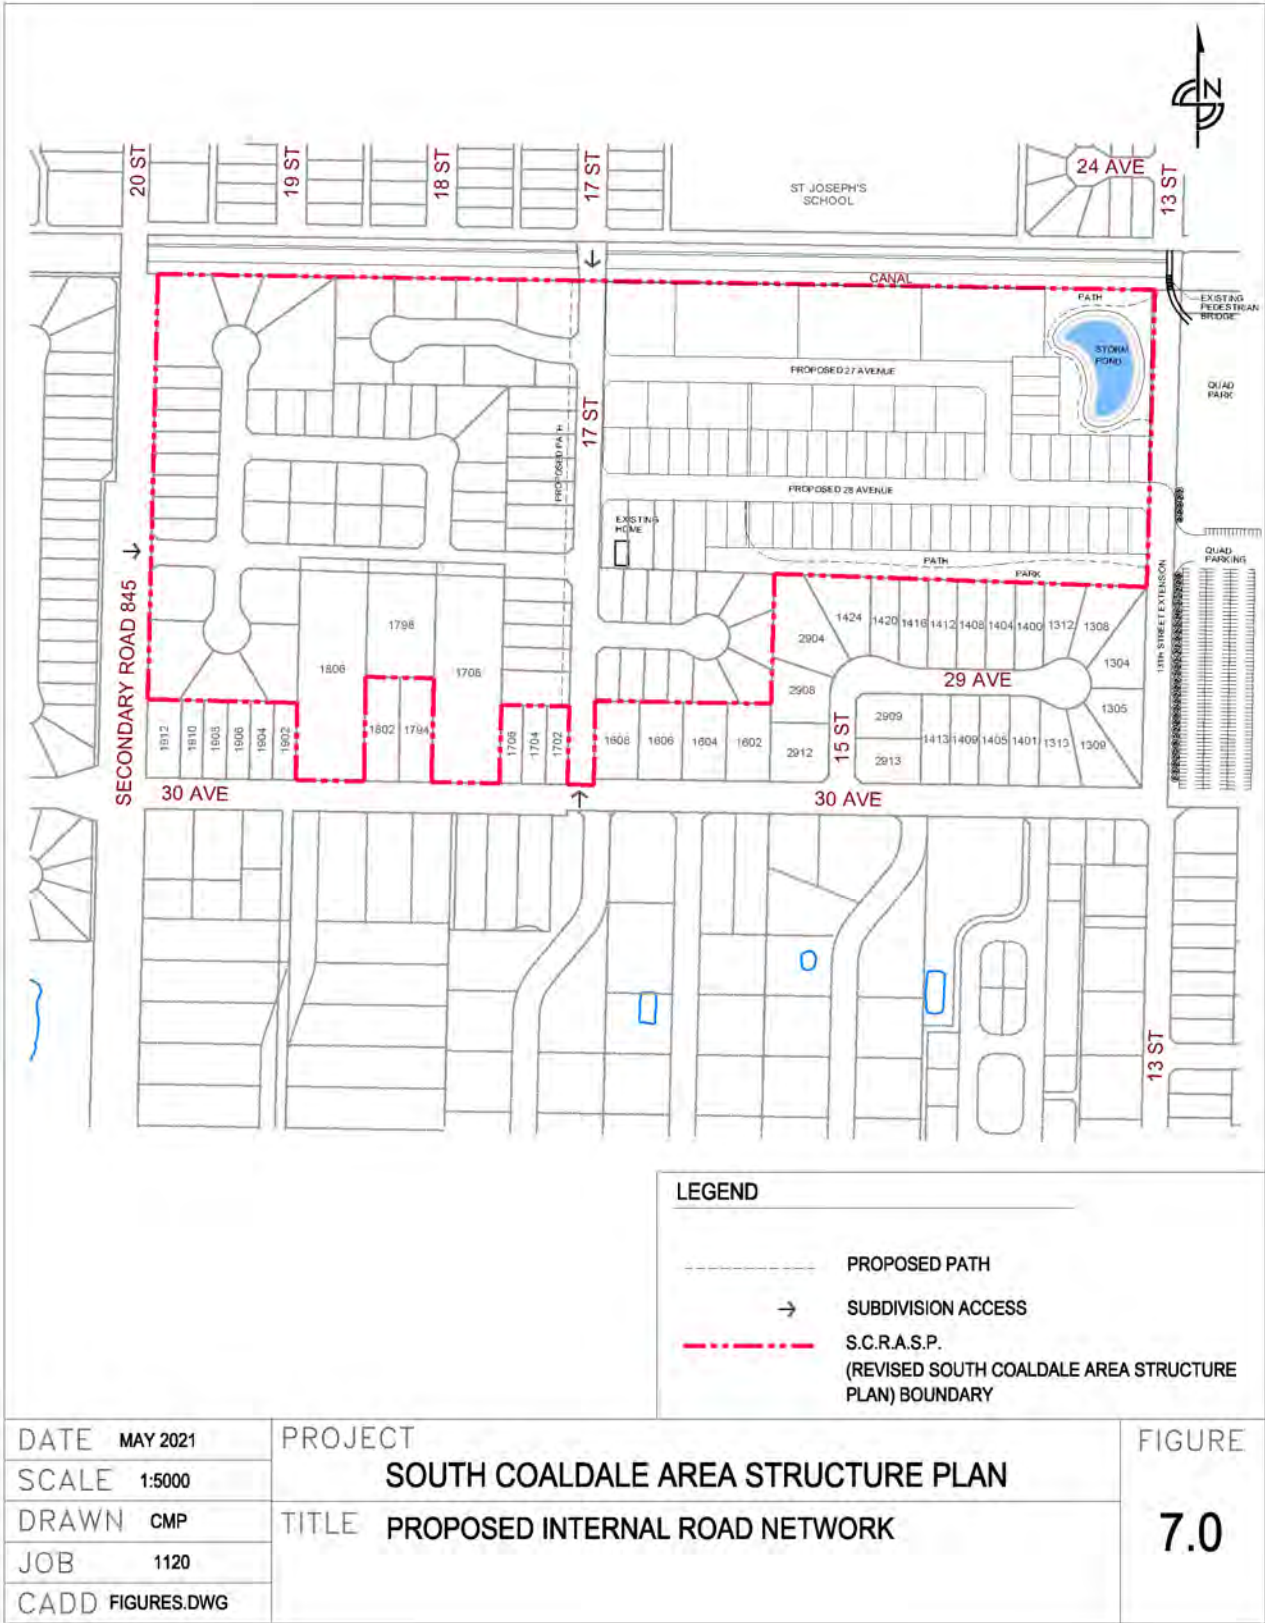 N
20 ST
19 ST
18 ST
17 ST
ST JOSEPH'S
SCHOOL
24 AVE
13 ST
CANAL
PATH
EXISTING
PEDESTRIAN
BRIDGE
STORM
POND
PROPOSED 27 AVENUE
QUAD
PARK
17 ST
PROPOSED PATH
PROPOSED 28 AVENUE
EXISTING
HOME
QUAD
PARKING
PATH
PARK
SECONDARY ROAD 845
13TH STREET EXTENSION
1798
1806
1706
2904
1424
1420
1416
1412
1408
1404
1400
1312
1308
1304
29 AVE
2908
1305
15 ST
2909
1912
1910
1908
1906
1904
1902
1802
1794
1706
1704
1702
1608
1606
1604
1602
2912
2913
1413
1409
1405
1401
1313
1309
30 AVE
30 AVE
13 ST
LEGEND
PROPOSED PATH
SUBDIVISION ACCESS
S.C.R.A.S.P.
(REVISED SOUTH COALDALE AREA STRUCTURE
PLAN) BOUNDARY
DATE MAY 2021
SCALE 1:5000
DRAWN CMP
JOB 1120
CADD FIGURES.DWG
PROJECT
SOUTH COALDALE AREA STRUCTURE PLAN
TITLE PROPOSED INTERNAL ROAD NETWORK
FIGURE
7.0